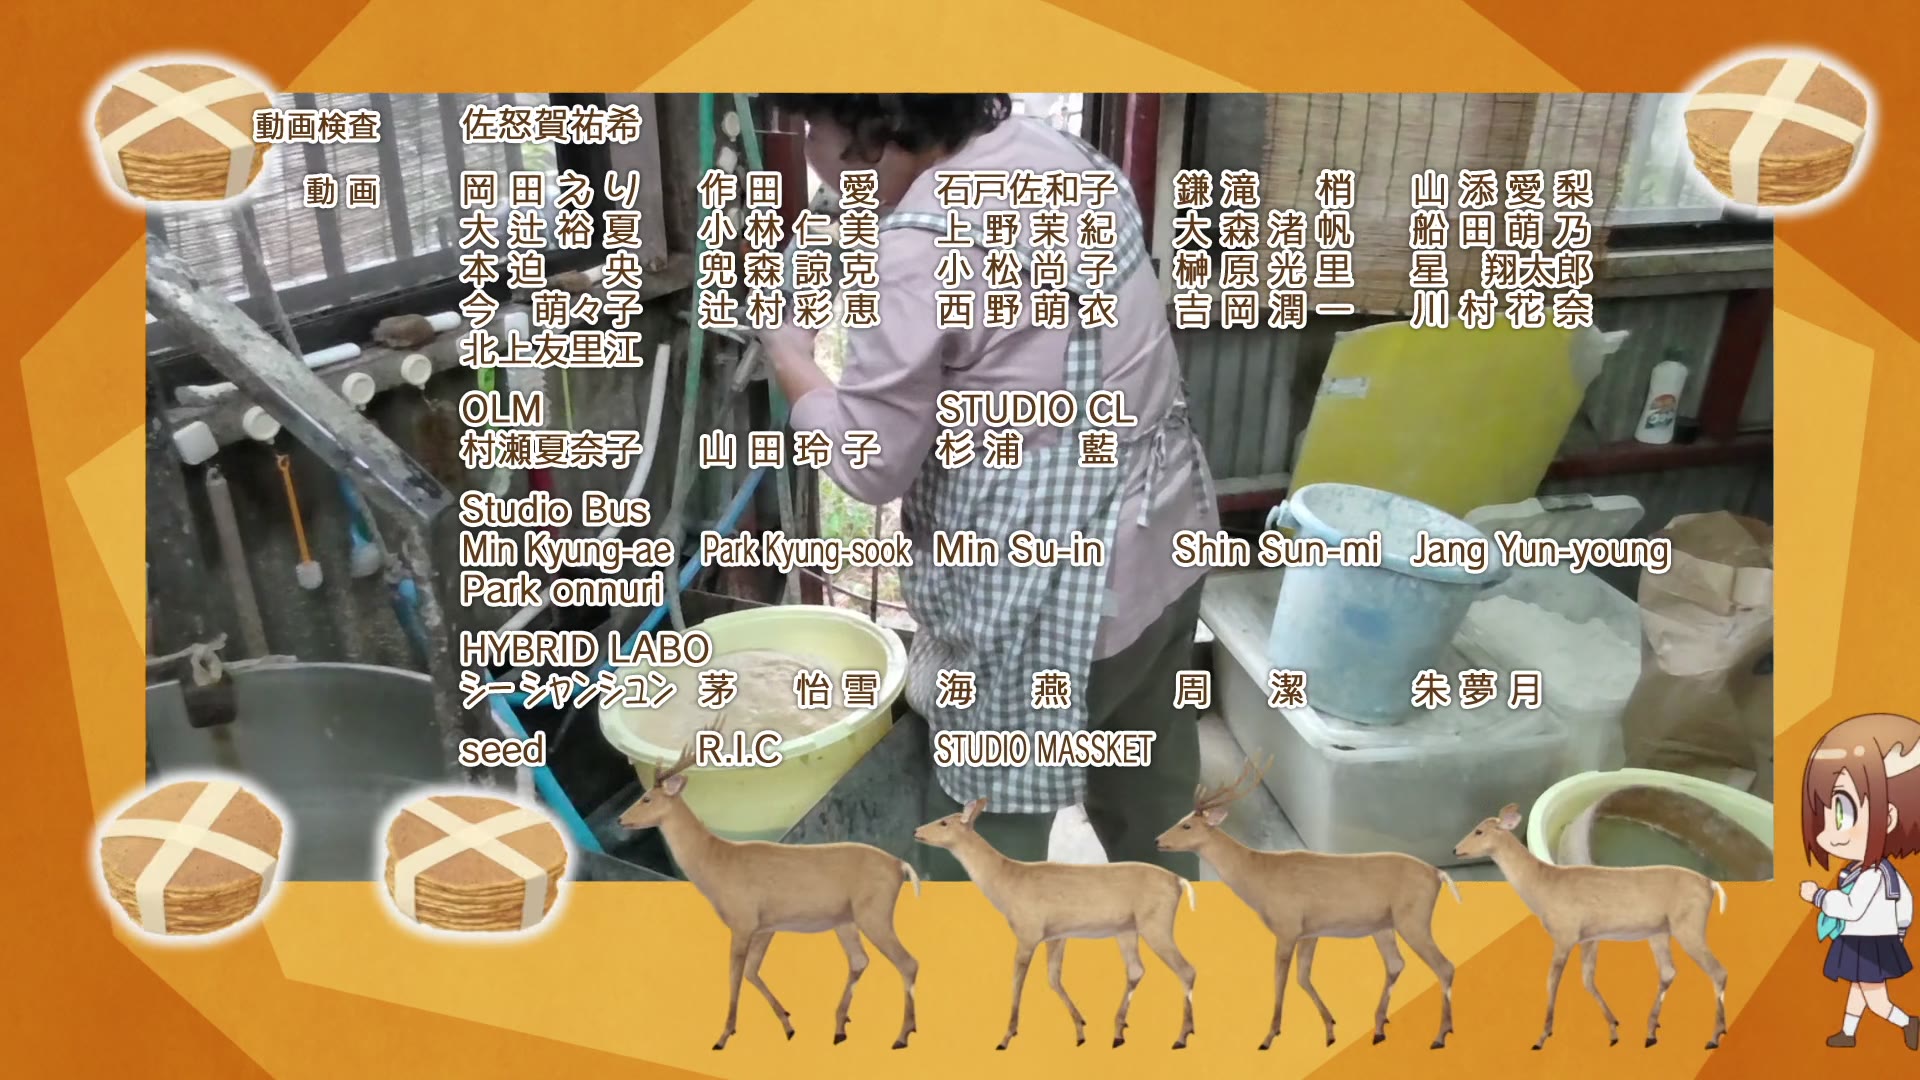 動画検査 佐怒賀祐希
動画 岡田えり 作田 愛 石戸佐和子 鎌滝 梢 山添愛梨
大辻裕夏 小林仁美 上野茉紀 大森渚帆 船田萌乃
本迫 央 兜森諒克 小松尚子 榊原光里 星 翔太郎
今 萌々子 辻村彩恵 西野萌衣 吉岡潤一 川村花奈
北上友里江
OLM STUDIO CL
村瀬夏奈子 山田玲子 杉浦 藍
Studio Bus
Min Kyung-ae Park Kyung-sook Min Su-in Shin Sun-mi Jang Yun-young
Park onnuri
HYBRID LABO
シーシャンシュン 茅 怡雪 海 燕 周 潔 朱夢月
seed R.I.C STUDIO MASSKET